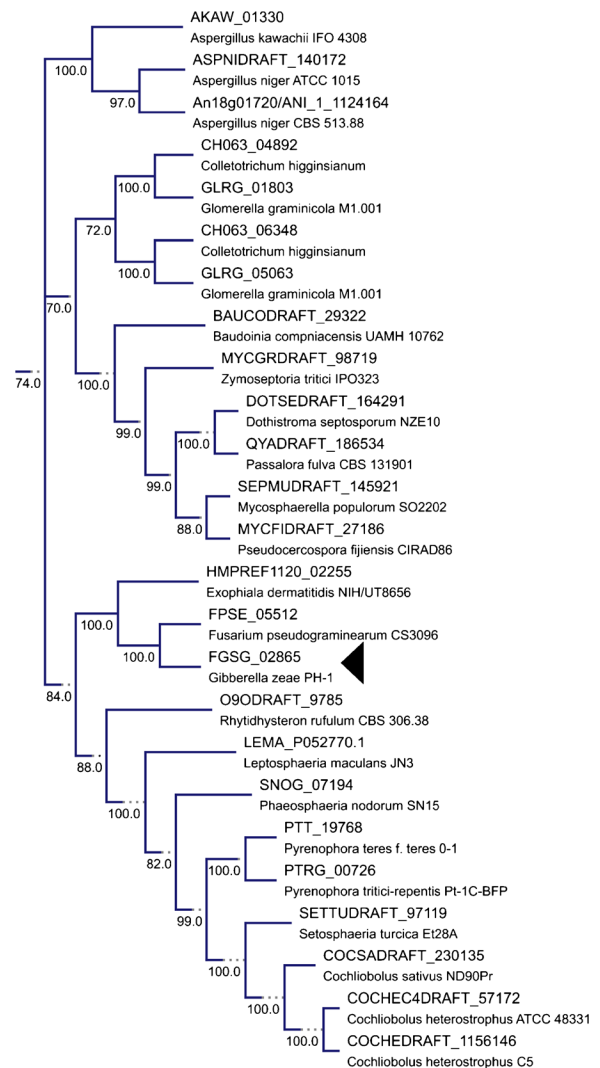 AKAW_01330
Aspergillus kawachii IFO 4308
100.0
ASPNIDRAFT_140172
Aspergillus niger ATCC 1015
97.0
An18g01720/ANI_1_1124164
Aspergillus niger CBS 513.88
CH063_04892
Colletotrichum higginsianum
100.0
GLRG_01803
Glomerella graminicola M1.001
72.0
CH063_06348
Colletotrichum higginsianum
100.0
GLRG_05063
Glomerella graminicola M1.001
70.0
BAUCODRAFT_29322
Baudoinia compniacensis UAMH 10762
74.0
100.0
MYCGRDRAFT_98719
Zymoseptoria tritici IPO323
99.0
DOTSEDRAFT_164291
Dothistroma septosporum NZE10
100.0
QYADRAFT_186534
Passalora fulva CBS 131901
99.0
SEPMUDRAFT_145921
Mycosphaerella populorum SO2202
88.0
MYCFIDRAFT_27186
Pseudocercospora fijiensis CIRAD86
HMPREF1120_02255
Exophiala dermatitidis NIH/UT8656
100.0
FPSE_05512
Fusarium pseudograminearum CS3096
100.0
FGSG_02865
Gibberella zeae PH-1
84.0
O9ODRAFT_9785
Rhytidhysteron rufulum CBS 306.38
88.0
LEMA_P052770.1
Leptosphaeria maculans JN3
100.0
SNOG_07194
Phaeosphaeria nodorum SN15
82.0
PTT_19768
Pyrenophora teres f. teres 0-1
100.0
PTRG_00726
Pyrenophora tritici-repentis Pt-1C-BFP
99.0
SETTUDRAFT_97119
Setosphaeria turcica Et28A
100.0
COCSADRAFT_230135
Cochliobolus sativus ND90Pr
100.0
COCHEC4DRAFT_57172
Cochliobolus heterostrophus ATCC 48331
100.0
COCHEDRAFT_1156146
Cochliobolus heterostrophus C5